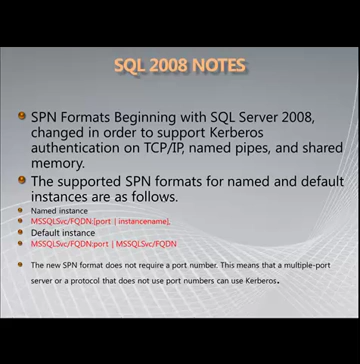 SQL 2008 NOTES
SPN Formats Beginning with SQL Server 2008,
changed in order to support Kerberos
authentication on TCP/IP, named pipes, and shared
memory.
The supported SPN formats for named and default
instances are as follows.
Named instance
MSSQLSvc/FQDN:[port | instancename],
Default instance
MSSQLSvc/FQDN:port | MSSQLSvc/FQDN
The new SPN format does not require a port number. This means that a multiple-port
server or a protocol that does not use port numbers can use Kerberos.